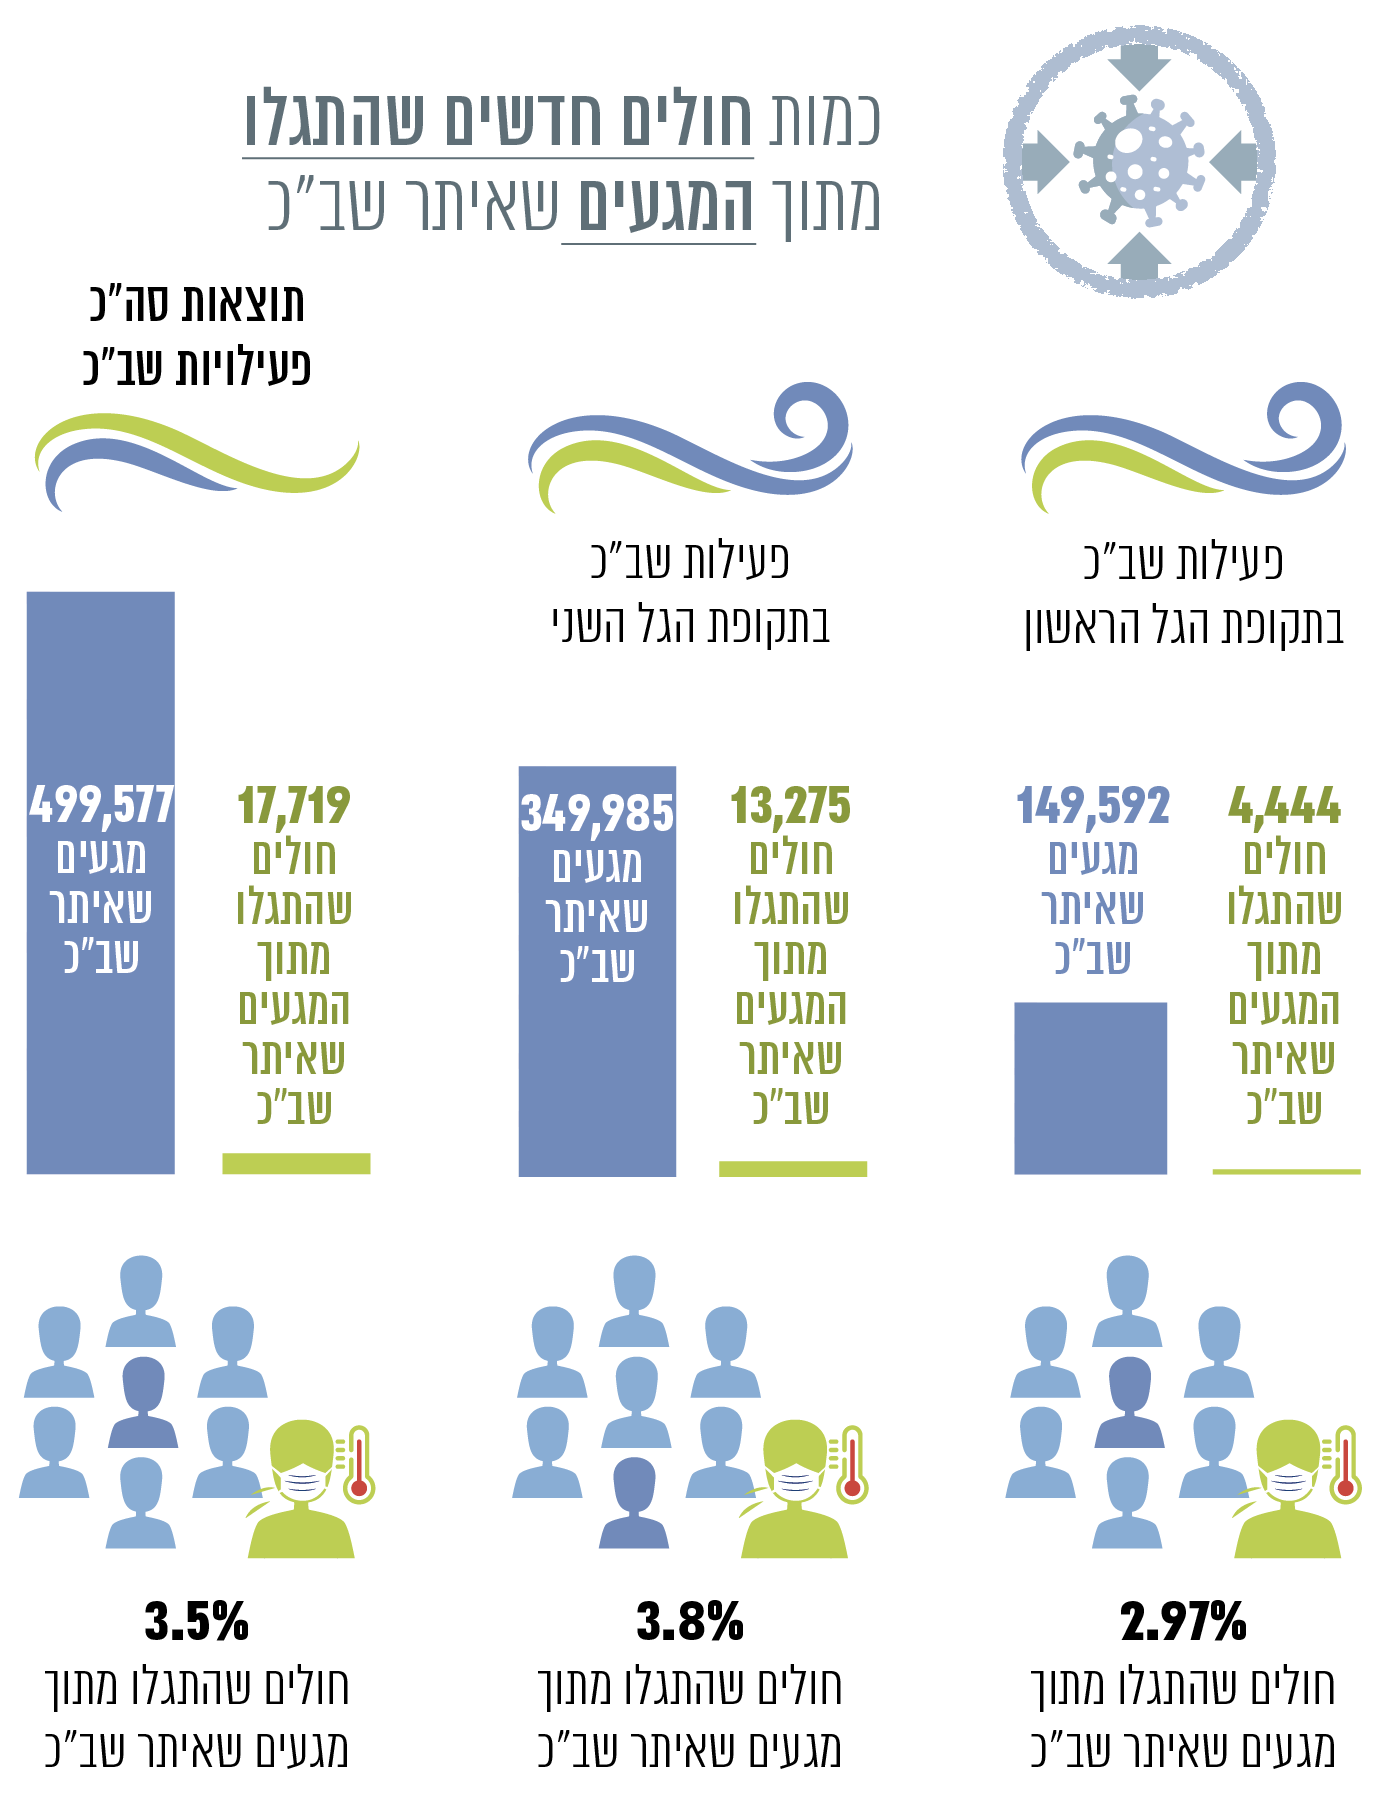 כמות חולים חדשים שהתגלו
מתוך המגעים שאיתר שב"כ
פעילות שב"כ
בתקופת הגל הראשון
4,444
חולים
שהתגלו
מתוך
המגעים
שאיתר
שב"כ
149,592
מגעים
שאיתר
שב"כ
2.97%
חולים שהתגלו מתוך
מגעים שאיתר שב"כ
פעילות שב"כ
בתקופת הגל השני
13,275
חולים
שהתגלו
מתוך
המגעים
שאיתר
שב"כ
349,985
מגעים
שאיתר
שב"כ
3.8%
חולים שהתגלו מתוך
מגעים שאיתר שב"כ
תוצאות סה"כ
פעילויות שב"כ
17,719
חולים
שהתגלו
מתוך
המגעים
שאיתר
שב"כ
499,577
מגעים
שאיתר
שב"כ
3.5%
חולים שהתגלו מתוך
מגעים שאיתר שב"כ